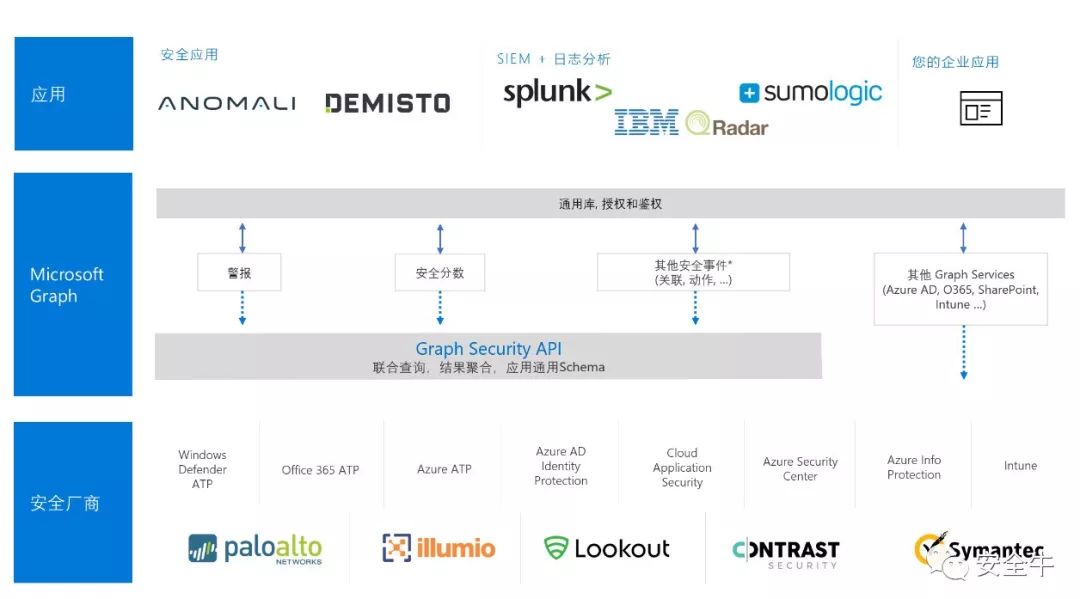 应用
安全应用
ANOMALI
DEMISTO
SIEM + 日志分析
splunk>
IBM QRadar
sumologic
您的企业应用
Microsoft
Graph
通用库, 授权和鉴权
警报
安全分数
其他安全事件*
(关联, 动作, ...)
其他 Graph Services
(Azure AD, O365, SharePoint,
Intune ...)
Graph Security API
联合查询，结果聚合，应用通用Schema
安全厂商
Windows
Defender
ATP
Office 365 ATP
Azure ATP
Azure AD
Identity
Protection
Cloud
Application
Security
Azure Security
Center
Azure Info
Protection
Intune
paloalto
NETWORKS
illumio
Lookout
CONTRAST
SECURITY
Symantec
安全牛